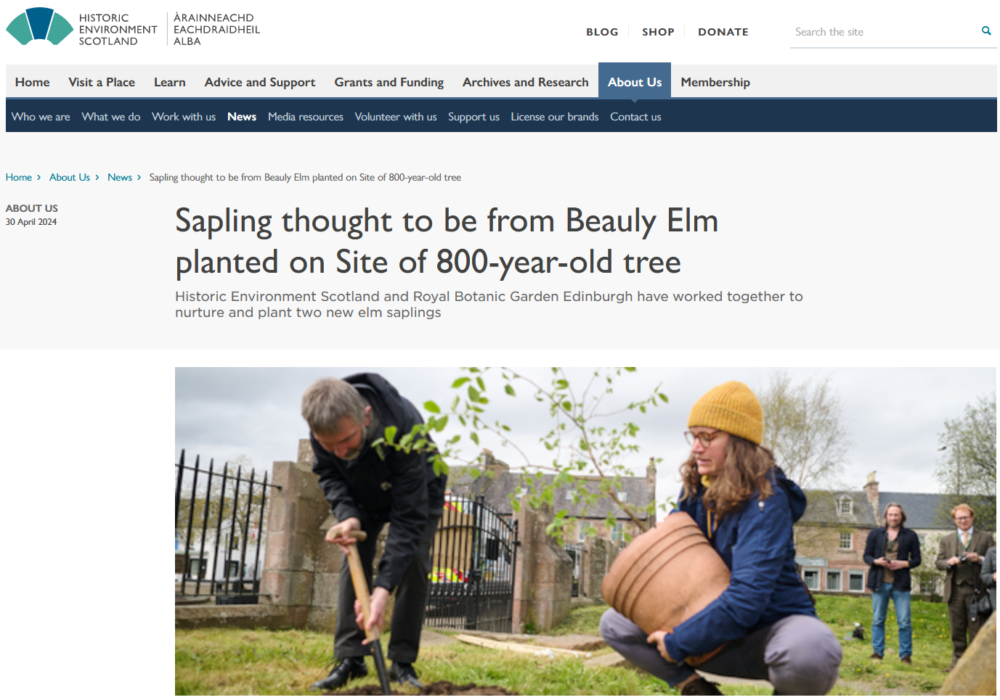 HISTORIC
ENVIRONMENT
SCOTLAND
ÀRAINNEACHD
EACHDRAIDHEIL
ALBA
BLOG SHOP DONATE
Search the site
Home Visit a Place Learn Advice and Support Grants and Funding Archives and Research About Us Membership
Who we are What we do Work with us News Media resources Volunteer with us Support us License our brands Contact us
Home > About Us > News > Sapling thought to be from Beauly Elm planted on Site of 800-year-old tree
ABOUT US
30 April 2024
Sapling thought to be from Beauly Elm
planted on Site of 800-year-old tree
Historic Environment Scotland and Royal Botanic Garden Edinburgh have worked together to
nurture and plant two new elm saplings